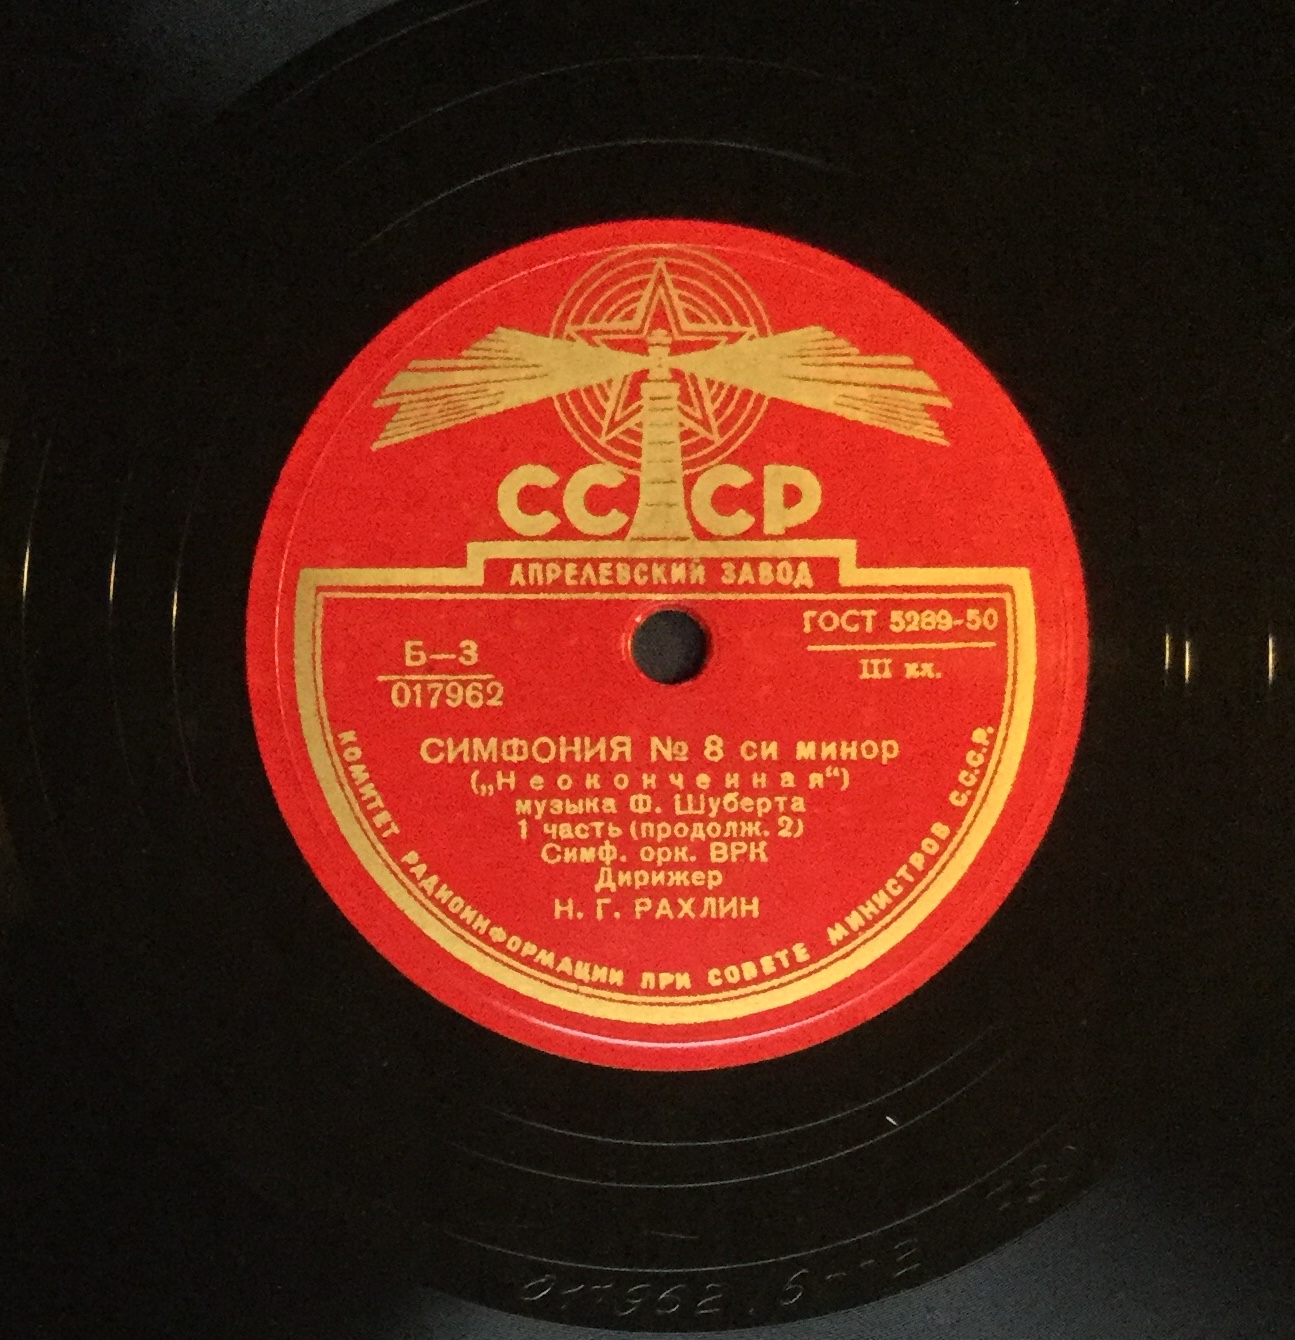 СССР
АПРЕЛЕВСКИЙ ЗАВОД
ГОСТ 5289-50
III кл.
Б—3
017962
СИМФОНИЯ № 8 си минор
(„Неоконченная“)
музыка Ф. Шуберта
1 часть (продолж. 2)
Симф. орк. ВРК
Дирижер
Н. Г. РАХЛИН
КОМИТЕТ РАДИОИНФОРМАЦИИ ПРИ СОВЕТЕ МИНИСТРОВ С.С.С.Р.
017962